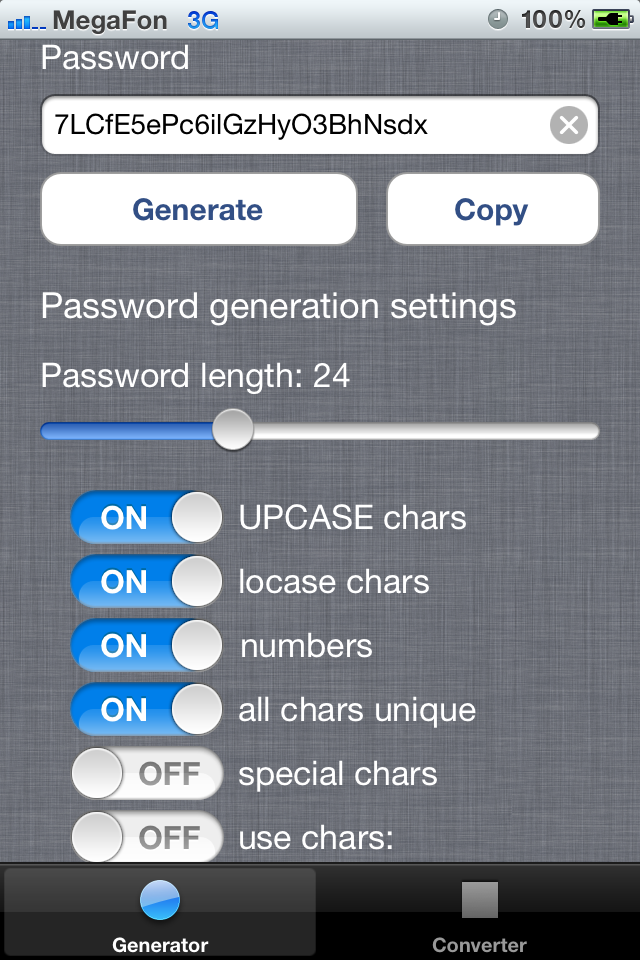 MegaFon 3G 100%
Password
7LCfE5ePc6ilGzHyO3BhNsdx
Generate Copy
Password generation settings
Password length: 24
ON UPCASE chars
ON locase chars
ON numbers
ON all chars unique
OFF special chars
OFF use chars:
Generator Converter